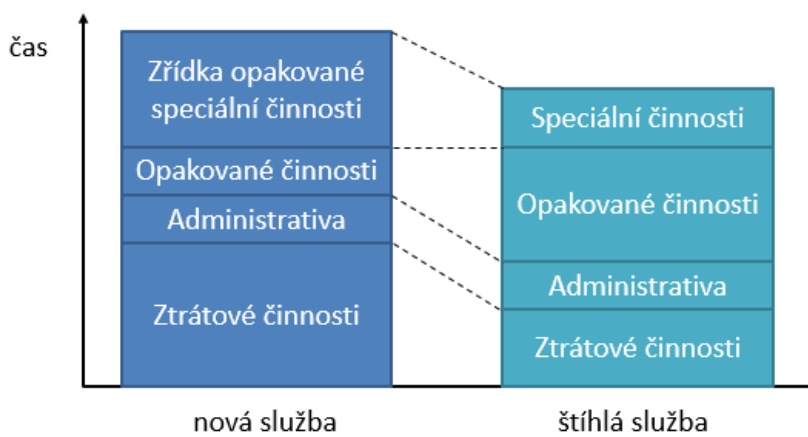 čas
Zřídka opakované
speciální činnosti
Opakované činnosti
Administrativa
Ztrátové činnosti
Speciální činnosti
Opakované činnosti
Administrativa
Ztrátové činnosti
nová služba
štíhlá služba